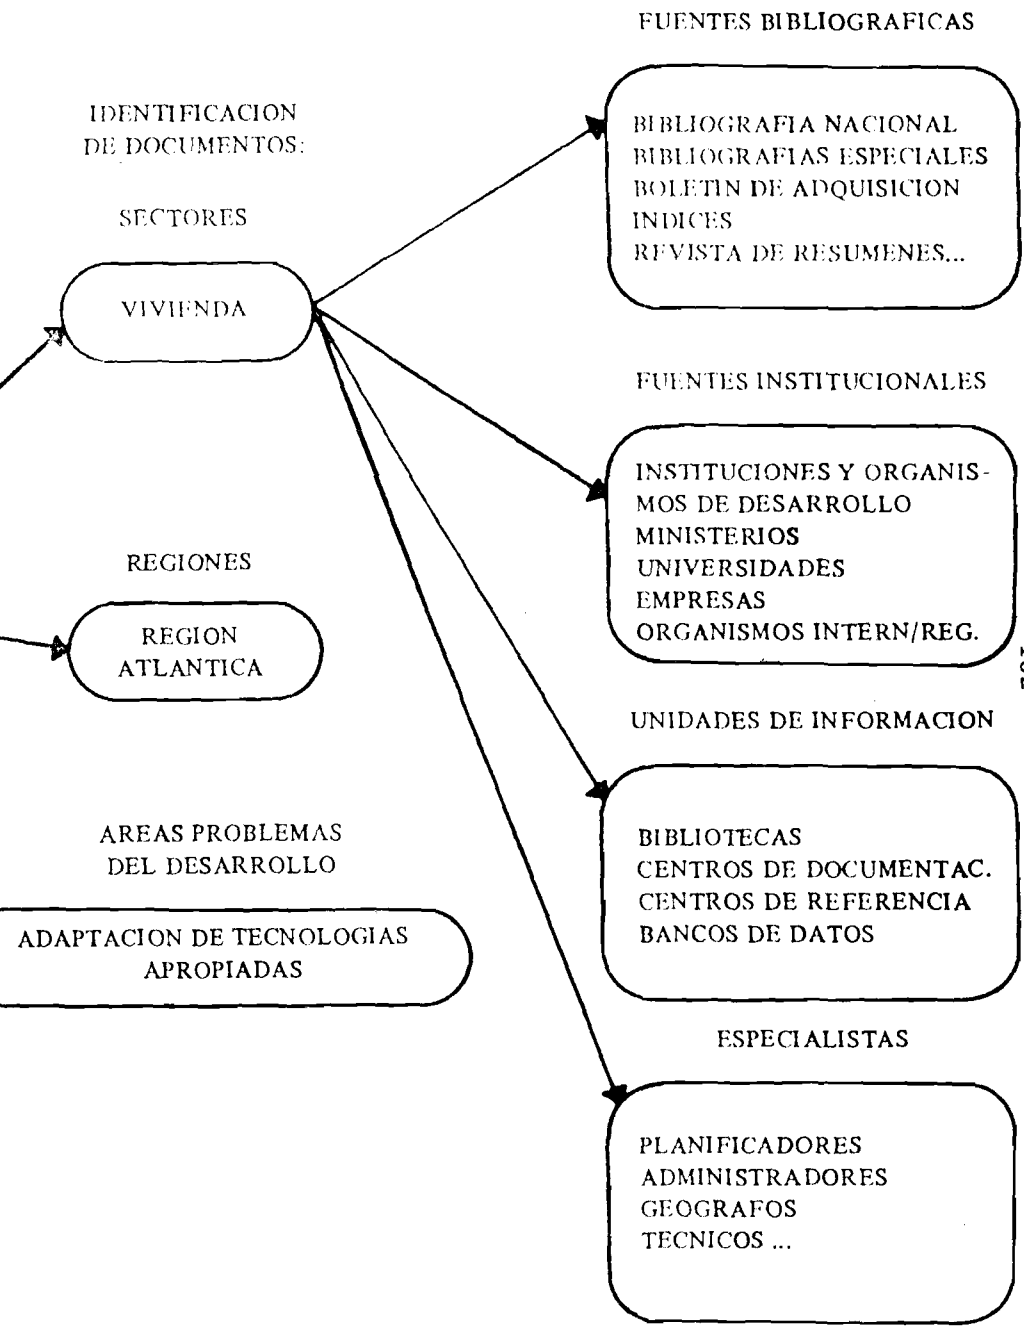 IDENTIFICACION
DE DOCUMENTOS:
SECTORES
VIVIENDA
REGIONES
REGION
ATLANTICA
AREAS PROBLEMAS
DEL DESARROLLO
ADAPTACION DE TECNOLOGIAS
APROPIADAS
FUENTES BIBLIOGRAFICAS
BIBLIOGRAFIA NACIONAL
BIBLIOGRAFIAS ESPECIALES
BOLETIN DE ADQUISICION
INDICES
REVISTA DE RESUMENES...
FUENTES INSTITUCIONALES
INSTITUCIONES Y ORGANIS-
MOS DE DESARROLLO
MINISTERIOS
UNIVERSIDADES
EMPRESAS
ORGANISMOS INTERN/REG.
UNIDADES DE INFORMACION
BIBLIOTECAS
CENTROS DE DOCUMENTAC.
CENTROS DE REFERENCIA
BANCOS DE DATOS
ESPECIALISTAS
PLANIFICADORES
ADMINISTRADORES
GEOGRAFOS
TECNICOS ...